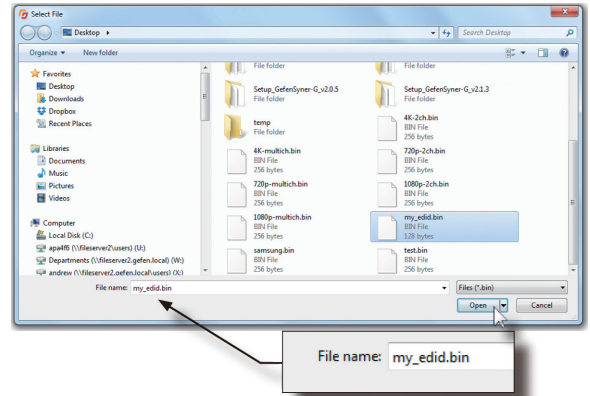 Select File
Desktop
Search Desktop
Organize
New folder
Favorites
Desktop
Downloads
Dropbox
Recent Places
Libraries
Documents
Music
Pictures
Videos
Computer
Local Disk (C:)
apa4f6 (\\fileserver2\users) (U:)
Departments (\\fileserver2.gefen.local) (W:)
andrew (\\fileserver2.gefen.local\users) (X:)
File folder
File folder
Setup_GefenSyner-G_v2.0.5
File folder
Setup_GefenSyner-G_v2.1.3
File folder
temp
File folder
4K-2ch.bin
BIN File
256 bytes
4K-multich.bin
BIN File
256 bytes
720p-2ch.bin
BIN File
256 bytes
720p-multich.bin
BIN File
256 bytes
1080p-2ch.bin
BIN File
256 bytes
1080p-multich.bin
BIN File
256 bytes
my_edid.bin
BIN File
128 bytes
samsung.bin
BIN File
256 bytes
test.bin
BIN File
256 bytes
File name: my_edid.bin
Files (*.bin)
Open
Cancel
File name: my_edid.bin